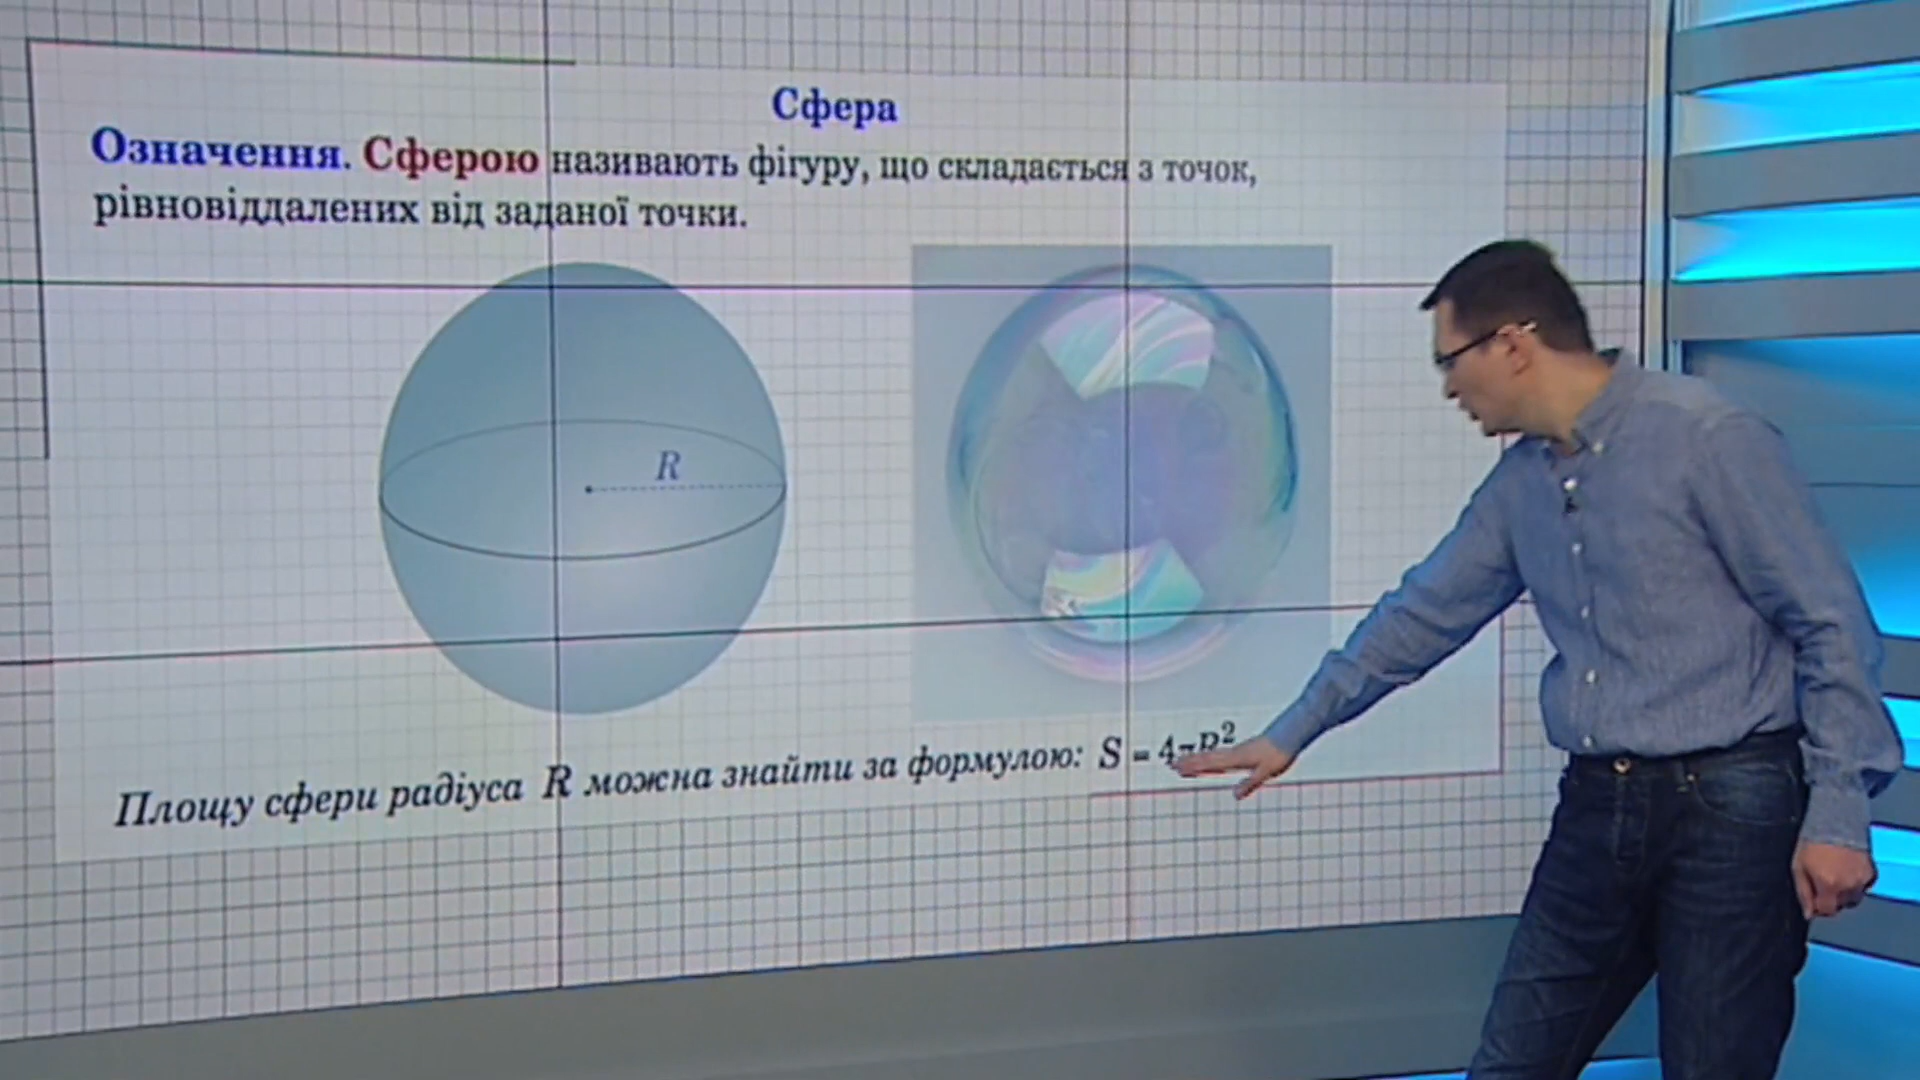 Сфера
Означення. Сферою називають фігуру, що складається з точок,
рівновіддалених від заданої точки.
R
Площу сфери радіуса R можна знайти за формулою: S = 4πR²